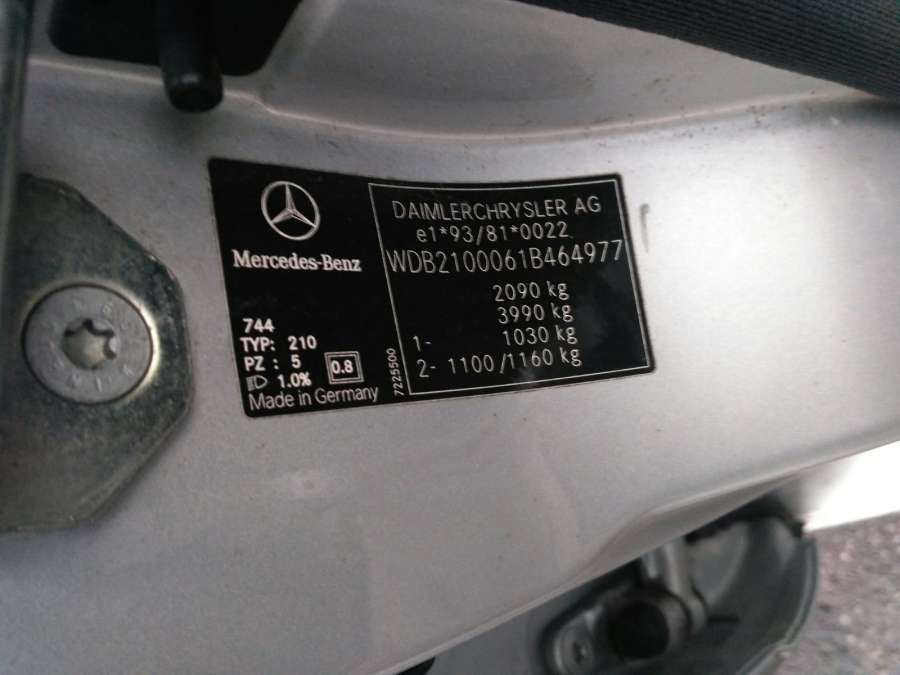 Mercedes-Benz
744
TYP: 210
PZ : 5
1.0%
0.8
Made in Germany
7225500
DAIMLERCHRYSLER AG
e1*93/81*0022
WDB2100061B464977
2090 kg
3990 kg
1- 1030 kg
2- 1100/1160 kg